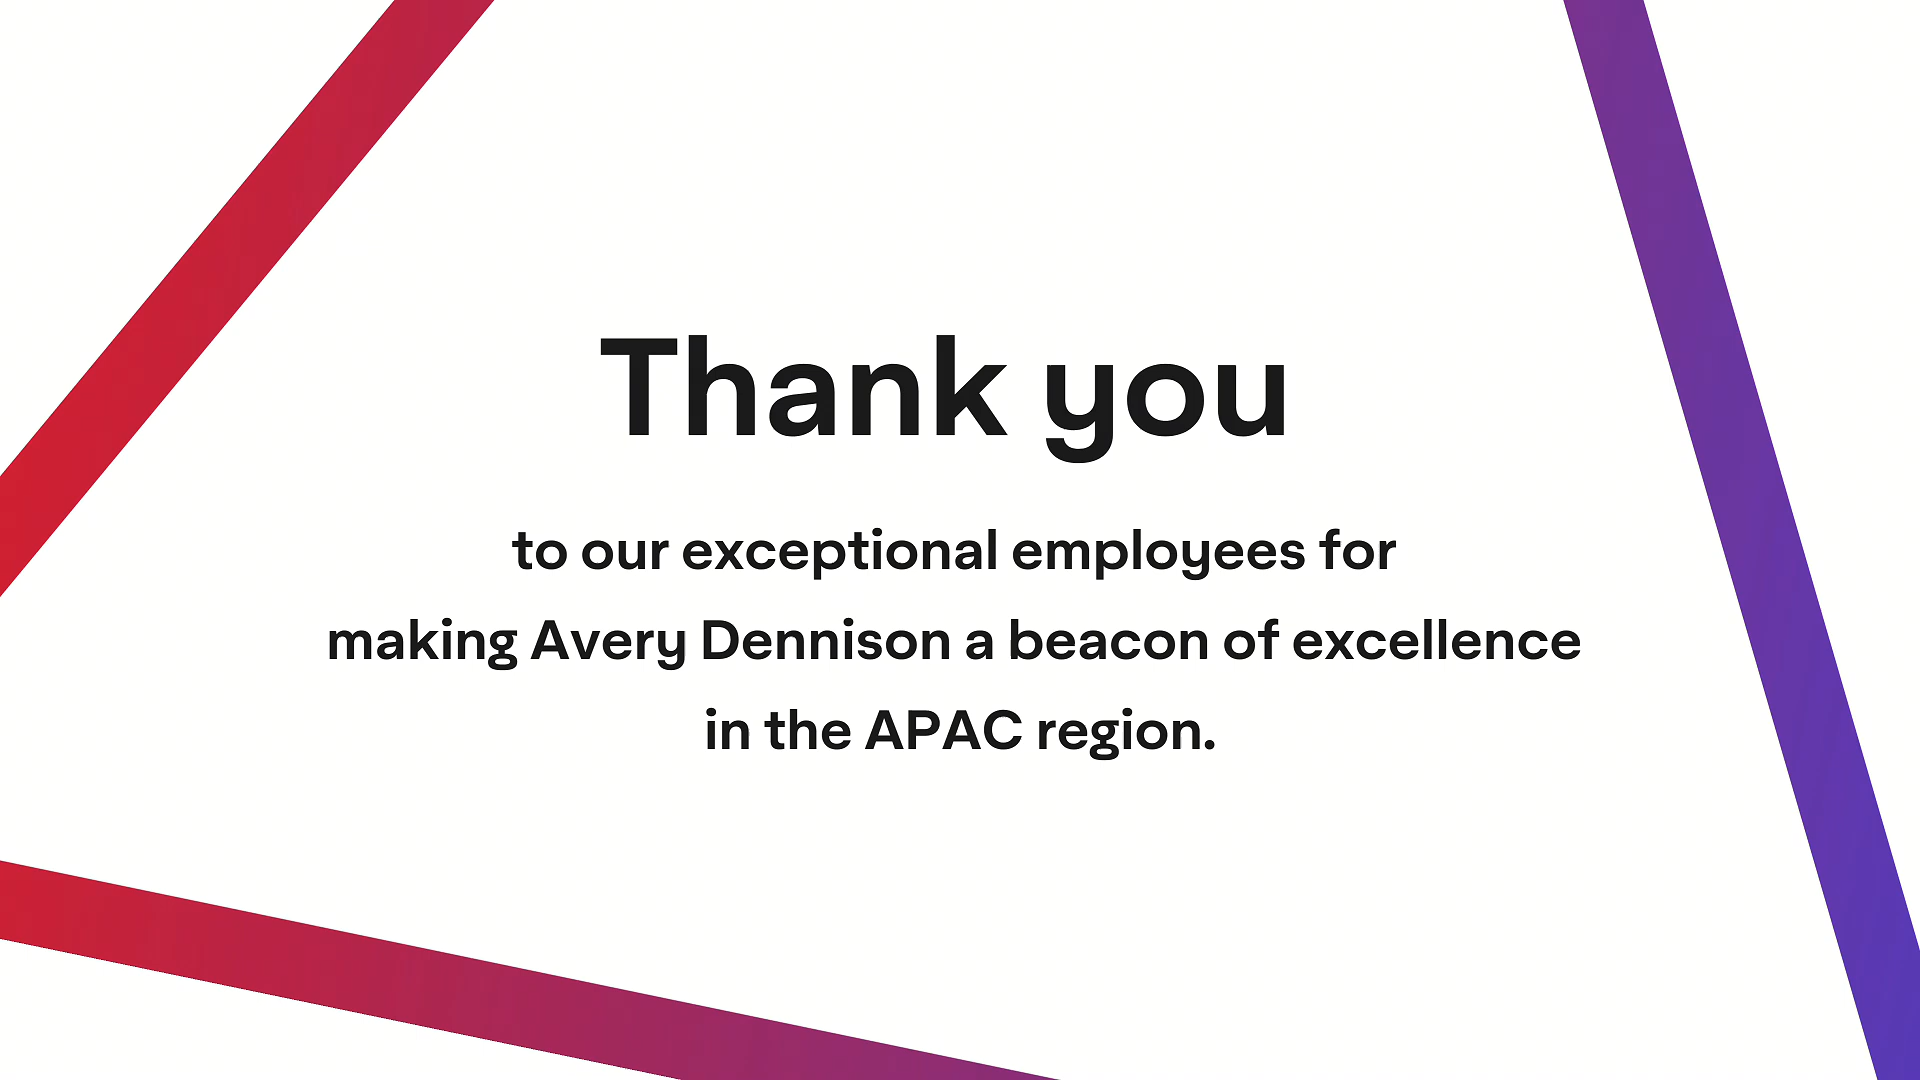 Thank you
to our exceptional employees for
making Avery Dennison a beacon of excellence
in the APAC region.